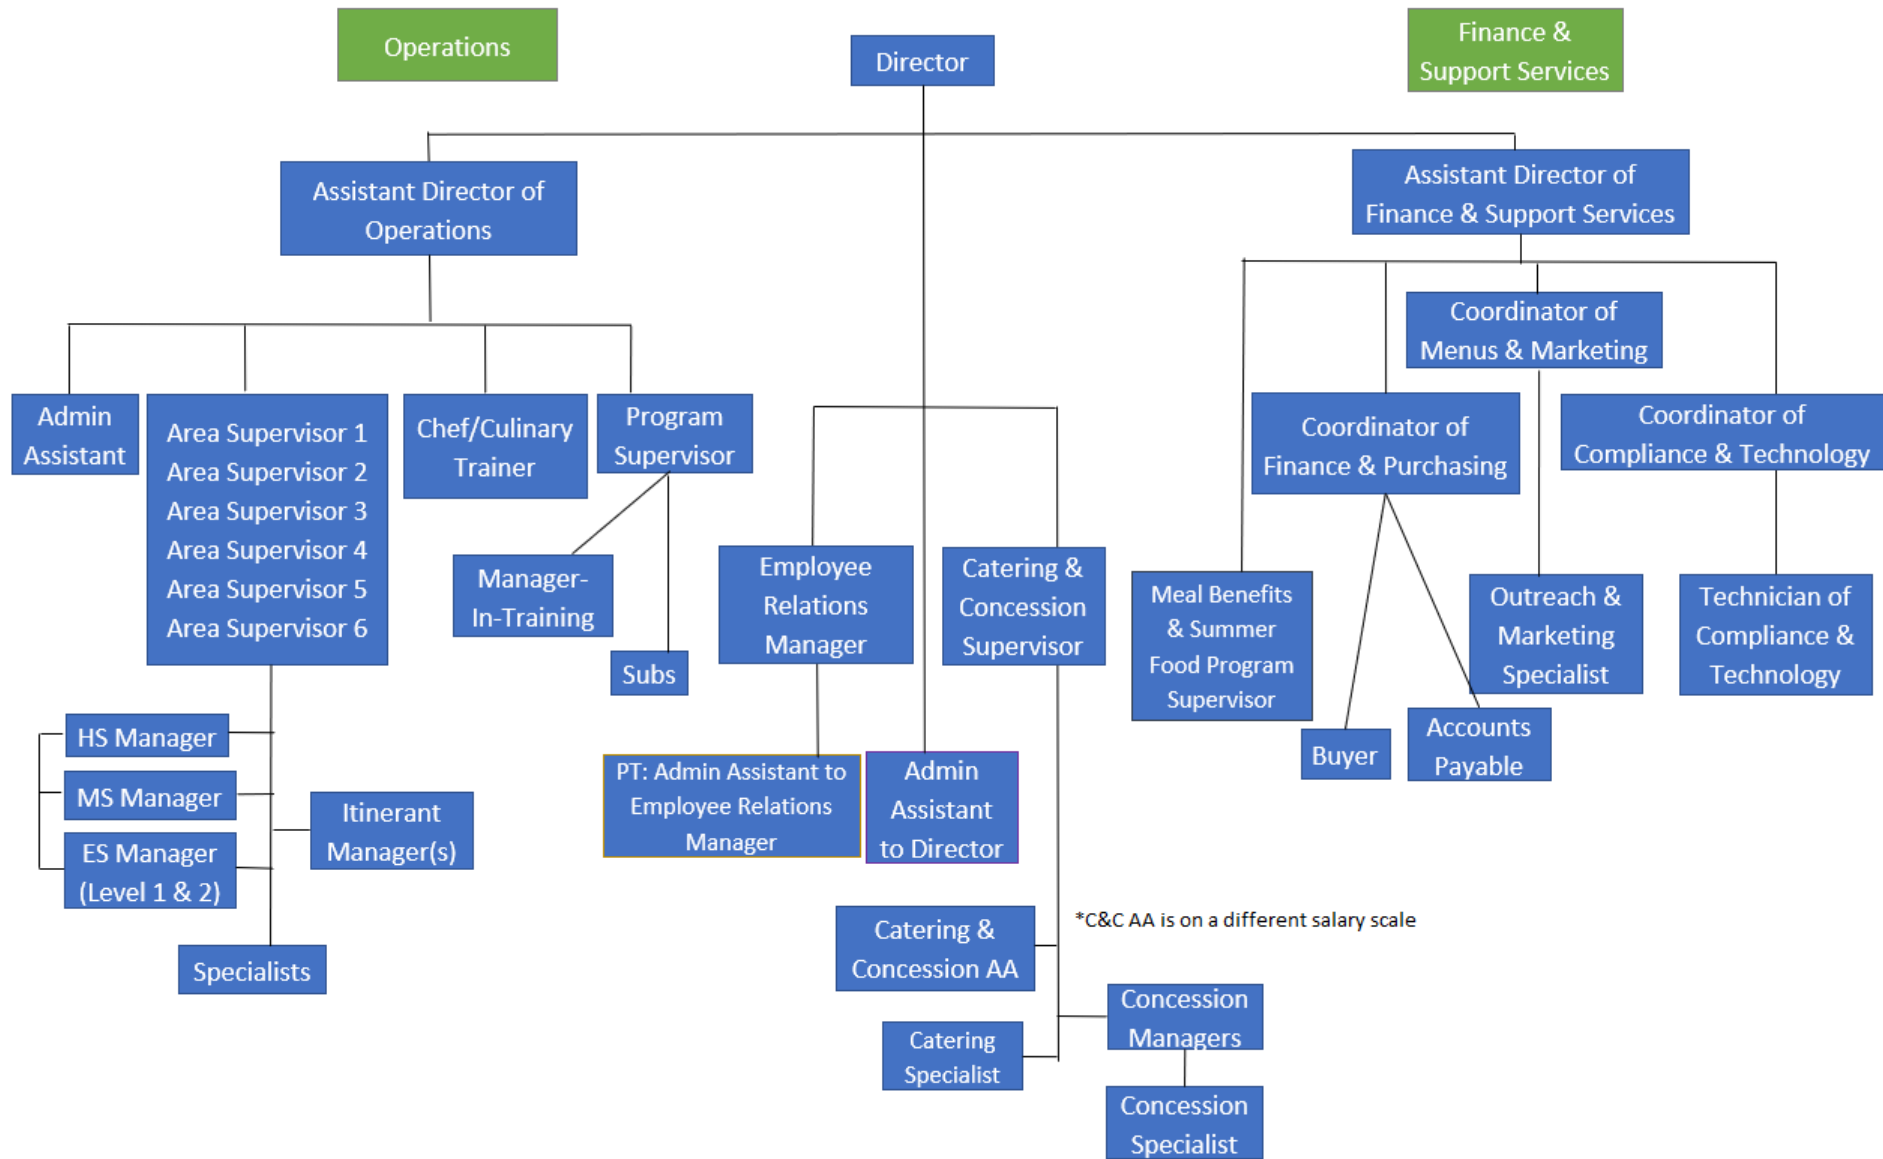 Operations
Director
Finance &
Support Services
Assistant Director of
Operations
Assistant Director of
Finance & Support Services
Coordinator of
Menus & Marketing
Admin
Assistant
Area Supervisor 1
Area Supervisor 2
Area Supervisor 3
Area Supervisor 4
Area Supervisor 5
Area Supervisor 6
Chef/Culinary
Trainer
Program
Supervisor
Coordinator of
Finance & Purchasing
Coordinator of
Compliance & Technology
Manager-
In-Training
Subs
Employee
Relations
Manager
Catering &
Concession
Supervisor
Meal Benefits
& Summer
Food Program
Supervisor
Outreach &
Marketing
Specialist
Technician of
Compliance &
Technology
HS Manager
MS Manager
ES Manager
(Level 1 & 2)
Itinerant
Manager(s)
Specialists
PT: Admin Assistant to
Employee Relations
Manager
Admin
Assistant
to Director
Buyer
Accounts
Payable
Catering &
Concession AA
*C&C AA is on a different salary scale
Catering
Specialist
Concession
Managers
Concession
Specialist